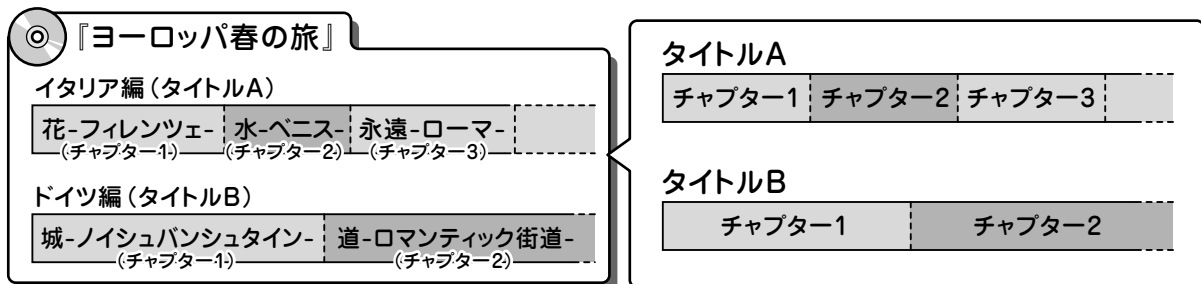 『ヨーロッパ春の旅』
イタリア編(タイトルA)
花-フィレンツェ- 水-ベニス- 永遠-ローマ-
(チャプター1) (チャプター2) (チャプター3)
ドイツ編(タイトルB)
城-ノイシュバンシュタイン- 道-ロマンティック街道-
(チャプター1) (チャプター2)
タイトルA
チャプター1 チャプター2 チャプター3
タイトルB
チャプター1 チャプター2